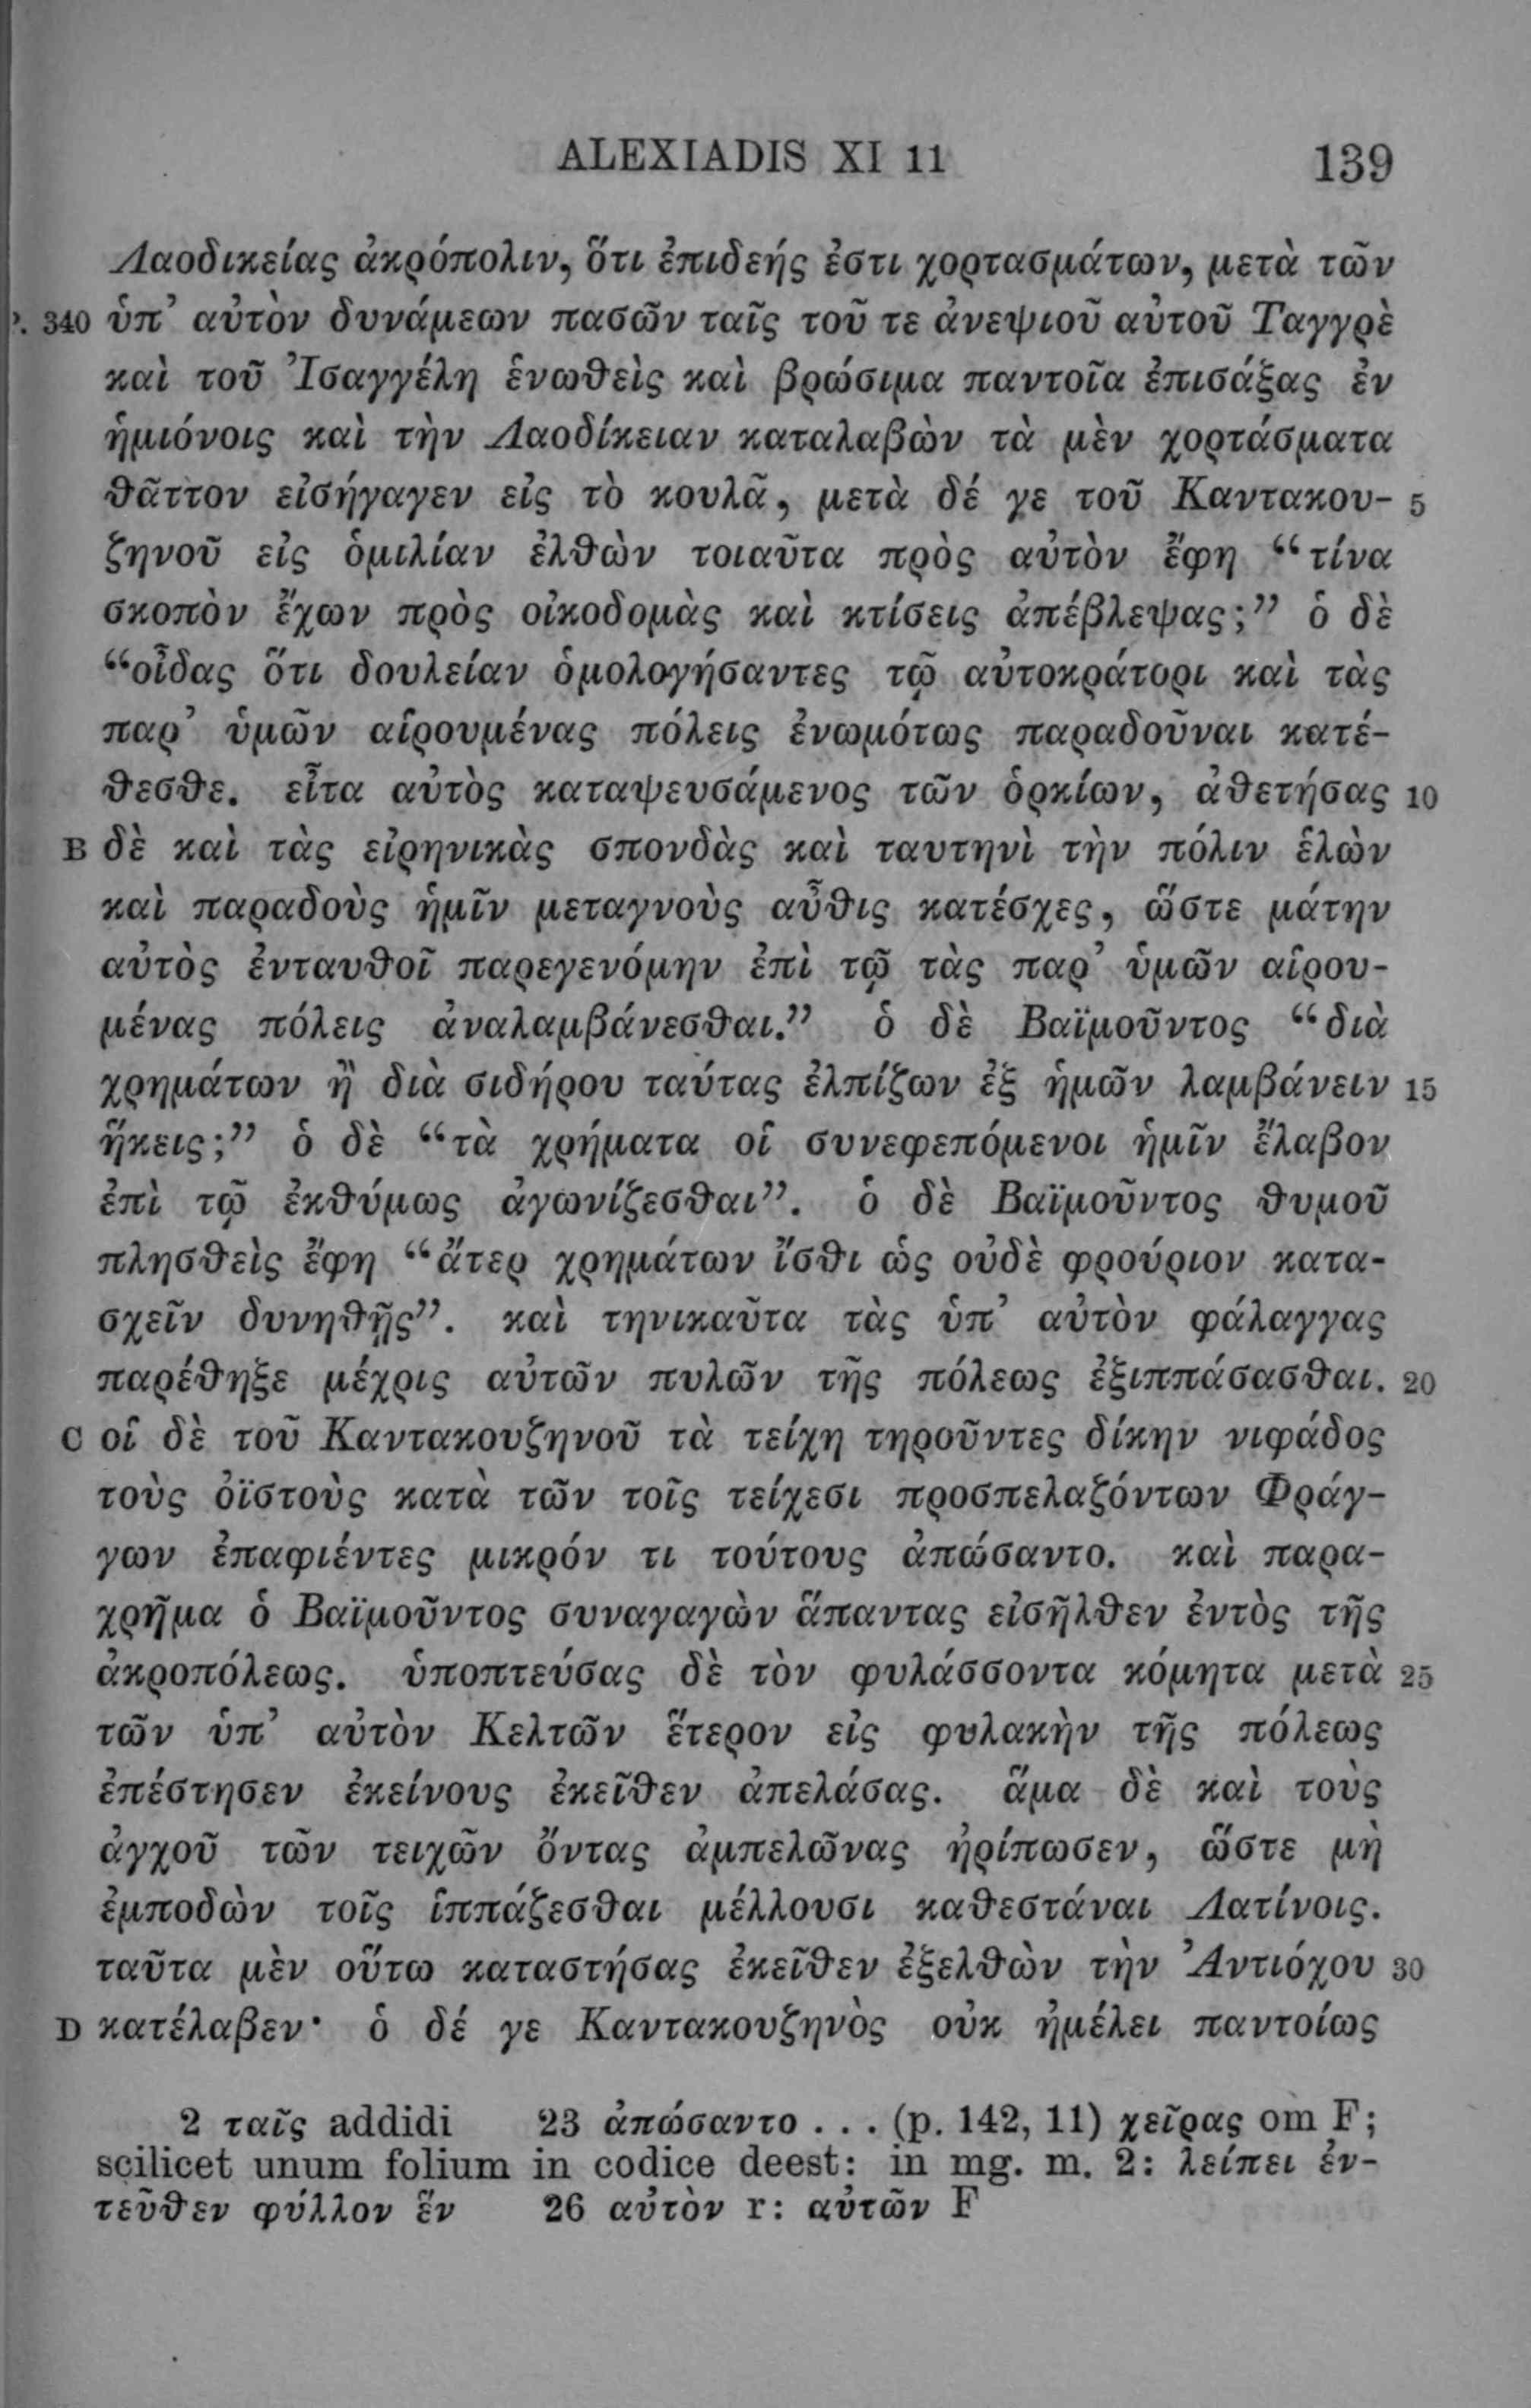 ALEXIADIS XI 11 139
Λαοδικείας ἀκρόπολιν, ὅτι ἐπιδεής ἐστι χορτασμάτων, μετὰ τῶν
P. 340 ὑπ’ αὐτὸν δυνάμεων πασῶν ταῖς τοῦ τε ἀνεψιοῦ αὐτοῦ Ταγγρὲ
καὶ τοῦ Ἰσαγγέλη ἑνωθεὶς καὶ βρώσιμα παντοῖα ἐπισάξας ἐν
ἡμιόνοις καὶ τὴν Λαοδίκειαν καταλαβὼν τὰ μὲν χορτάσματα
θᾶττον εἰσήγαγεν εἰς τὸ κουλᾶ, μετὰ δέ γε τοῦ Καντακου- 5
ζηνοῦ εἰς ὁμιλίαν ἐλθὼν τοιαῦτα πρὸς αὐτὸν ἔφη “τίνα
σκοπὸν ἔχων πρὸς οἰκοδομὰς καὶ κτίσεις ἀπέβλεψας;” ὁ δὲ
“οἶδας ὅτι δουλείαν ὁμολογήσαντες τῷ αὐτοκράτορι καὶ τὰς
παρ’ ὑμῶν αἱρουμένας πόλεις ἐνωμότως παραδοῦναι κατέ-
θεσθε. εἶτα αὐτὸς καταψευσάμενος τῶν ὁρκίων, ἀθετήσας 10
B δὲ καὶ τὰς εἰρηνικὰς σπονδὰς καὶ ταυτηνὶ τὴν πόλιν ἑλὼν
καὶ παραδοὺς ἡμῖν μεταγνοὺς αὖθις κατέσχες, ὥστε μάτην
αὐτὸς ἐνταυθοῖ παρεγενόμην ἐπὶ τῷ τὰς παρ’ ὑμῶν αἱρου-
μένας πόλεις ἀναλαμβάνεσθαι.” ὁ δὲ Βαϊμοῦντος “διὰ
χρημάτων ἢ διὰ σιδήρου ταύτας ἐλπίζων ἐξ ἡμῶν λαμβάνειν 15
ἥκεις;” ὁ δὲ “τὰ χρήματα οἱ συνεφεπόμενοι ἡμῖν ἔλαβον
ἐπὶ τῷ ἐκθύμως ἀγωνίζεσθαι”. ὁ δὲ Βαϊμοῦντος θυμοῦ
πλησθεὶς ἔφη “ἄτερ χρημάτων ἴσθι ὡς οὐδὲ φρούριον κατα-
σχεῖν δυνηθῇς”. καὶ τηνικαῦτα τὰς ὑπ’ αὐτὸν φάλαγγας
παρέθηξε μέχρις αὐτῶν πυλῶν τῆς πόλεως ἐξιππάσασθαι. 20
C οἱ δὲ τοῦ Καντακουζηνοῦ τὰ τείχη τηροῦντες δίκην νιφάδος
τοὺς ὀϊστοὺς κατὰ τῶν τοῖς τείχεσι προσπελαζόντων Φράγ-
γων ἐπαφιέντες μικρόν τι τούτους ἀπώσαντο. καὶ παρα-
χρῆμα ὁ Βαϊμοῦντος συναγαγὼν ἅπαντας εἰσῆλθεν ἐντὸς τῆς
ἀκροπόλεως. ὑποπτεύσας δὲ τὸν φυλάσσοντα κόμητα μετὰ 25
τῶν ὑπ’ αὐτὸν Κελτῶν ἕτερον εἰς φυλακὴν τῆς πόλεως
ἐπέστησεν ἐκείνους ἐκεῖθεν ἀπελάσας. ἅμα δὲ καὶ τοὺς
ἀγχοῦ τῶν τειχῶν ὄντας ἀμπελῶνας ἠρίπωσεν, ὥστε μὴ
ἐμποδὼν τοῖς ἱππάζεσθαι μέλλουσι καθεστάναι Λατίνοις.
ταῦτα μὲν οὕτω καταστήσας ἐκεῖθεν ἐξελθὼν τὴν Ἀντιόχου 30
D κατέλαβεν· ὁ δέ γε Καντακουζηνὸς οὐκ ἠμέλει παντοίως
2 ταῖς addidi 23 ἀπώσαντο . . . (p. 142, 11) χεῖρας om F;
scilicet unum folium in codice deest: in mg. m. 2: λείπει ἐν-
τεῦθεν φύλλον ἕν 26 αὐτὸν r: αὐτῶν F